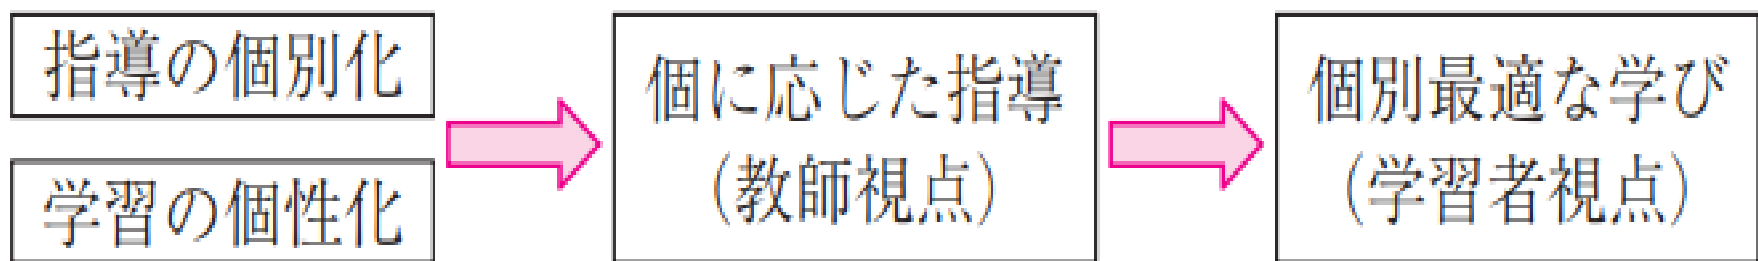 指導の個別化
学習の個性化
個に応じた指導
(教師視点)
個別最適な学び
(学習者視点)